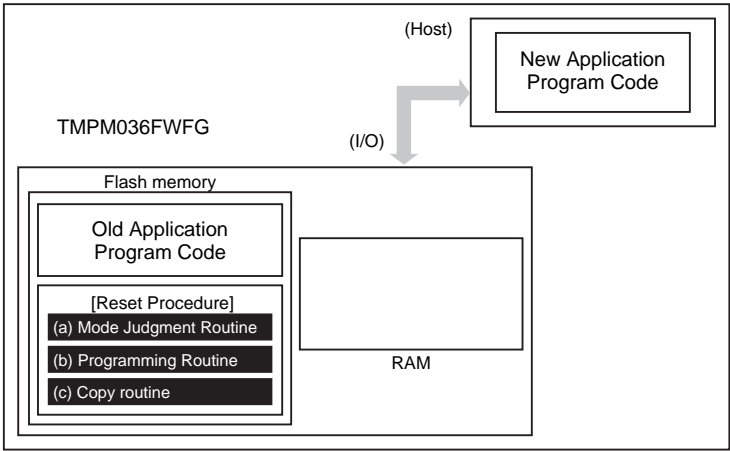 (Host)
New Application
Program Code
TMPM036FWFG
(I/O)
Flash memory
Old Application
Program Code
[Reset Procedure]
(a) Mode Judgment Routine
(b) Programming Routine
(c) Copy routine
RAM